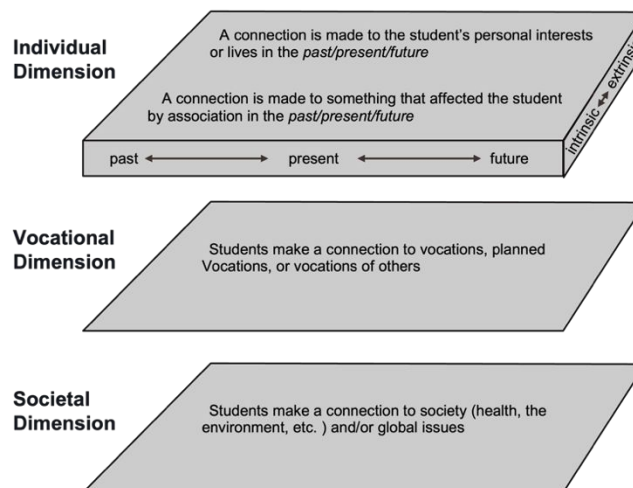 Individual
Dimension
A connection is made to the student's personal interests
or lives in the past/present/future
A connection is made to something that affected the student
by association in the past/present/future
intrinsic extrinsic
past present future
Vocational
Dimension
Students make a connection to vocations, planned
Vocations, or vocations of others
Societal
Dimension
Students make a connection to society (health, the
environment, etc. ) and/or global issues